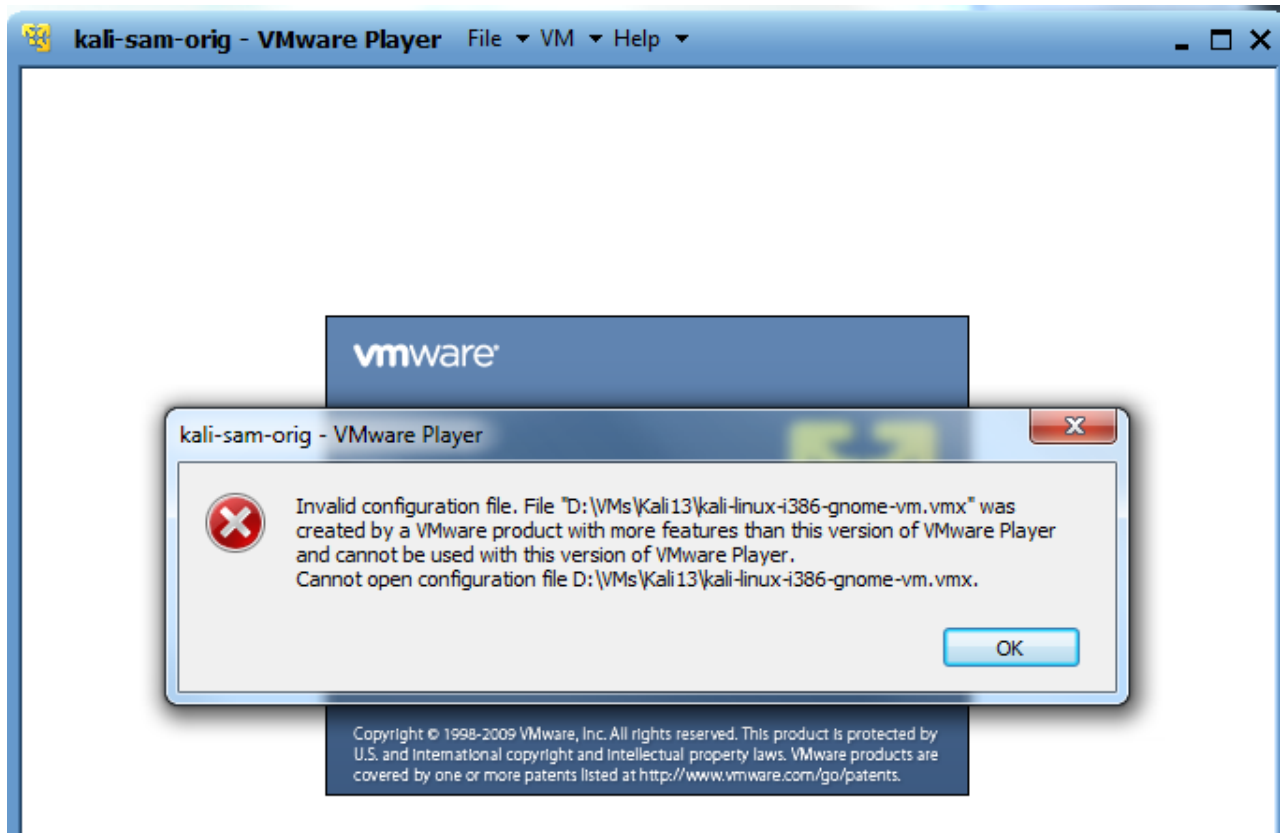 kali-sam-orig - VMware Player File VM Help
vmware
kali-sam-orig - VMware Player
Invalid configuration file. File "D:\VMs\Kali13\kali-linux-i386-gnome-vm.vmx" was
created by a VMware product with more features than this version of VMware Player
and cannot be used with this version of VMware Player.
Cannot open configuration file D:\VMs\Kali13\kali-linux-i386-gnome-vm.vmx.
OK
Copyright © 1998-2009 VMware, Inc. All rights reserved. This product is protected by
U.S. and international copyright and intellectual property laws. VMware products are
covered by one or more patents listed at http://www.vmware.com/go/patents.